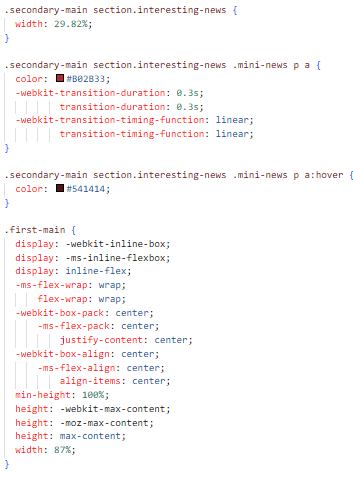 .secondary-main section.interesting-news {
width: 29.82%;
}
.secondary-main section.interesting-news .mini-news p a {
color: #B02B33;
-webkit-transition-duration: 0.3s;
transition-duration: 0.3s;
-webkit-transition-timing-function: linear;
transition-timing-function: linear;
}
.secondary-main section.interesting-news .mini-news p a:hover {
color: #541414;
}
.first-main {
display: -webkit-inline-box;
display: -ms-inline-flexbox;
display: inline-flex;
-ms-flex-wrap: wrap;
flex-wrap: wrap;
-webkit-box-pack: center;
-ms-flex-pack: center;
justify-content: center;
-webkit-box-align: center;
-ms-flex-align: center;
align-items: center;
min-height: 100%;
height: -webkit-max-content;
height: -moz-max-content;
height: max-content;
width: 87%;
}